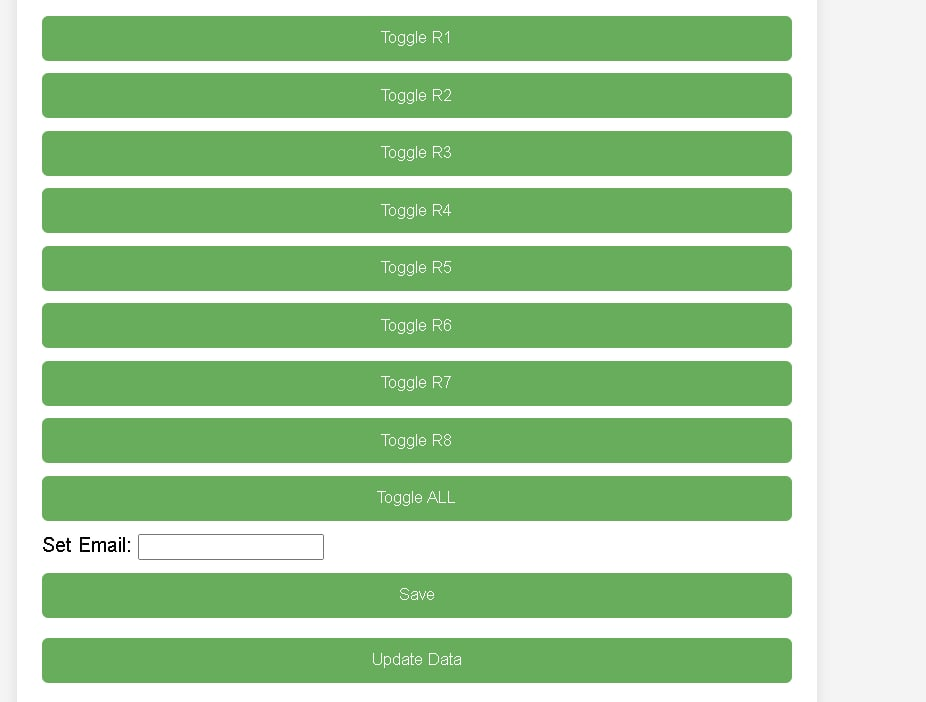 Toggle R1
Toggle R2
Toggle R3
Toggle R4
Toggle R5
Toggle R6
Toggle R7
Toggle R8
Toggle ALL
Set Email:
Save
Update Data